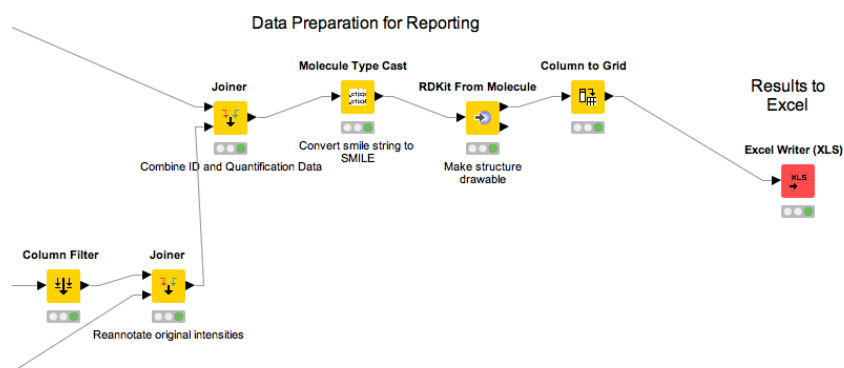 Data Preparation for Reporting
Molecule Type Cast
Column to Grid
Joiner
RDKit From Molecule
Results to
Excel
Excel Writer (XLS)
XLS
Convert smile string to
SMILE
Combine ID and Quantification Data
Make structure
drawable
Column Filter
Joiner
Reannotate original intensities